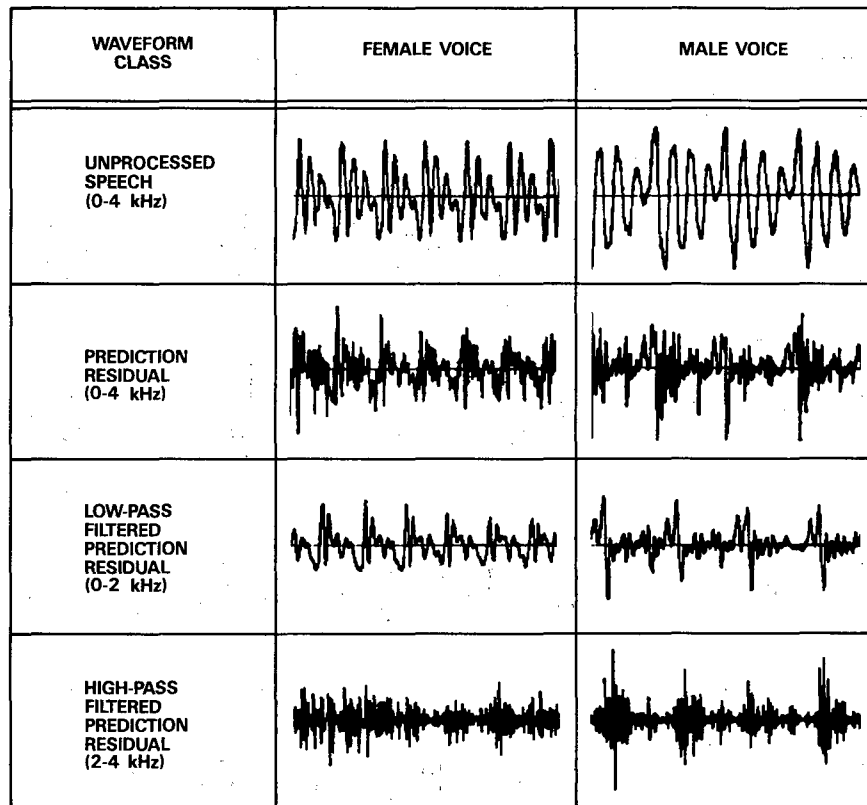 WAVEFORM
CLASS
FEMALE VOICE
MALE VOICE
UNPROCESSED
SPEECH
(0-4 kHz)
PREDICTION
RESIDUAL
(0-4 kHz)
LOW-PASS
FILTERED
PREDICTION
RESIDUAL
(0-2 kHz)
HIGH-PASS
FILTERED
PREDICTION
RESIDUAL
(2-4 kHz)